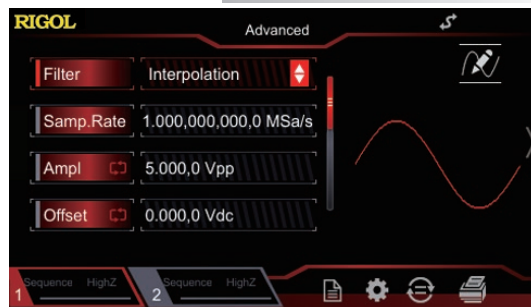 RIGOL
Advanced
Filter Interpolation
Samp.Rate 1.000,000,000,0 MSa/s
Ampl 5.000,0 Vpp
Offset 0.000,0 Vdc
1 Sequence HighZ
2 Sequence HighZ